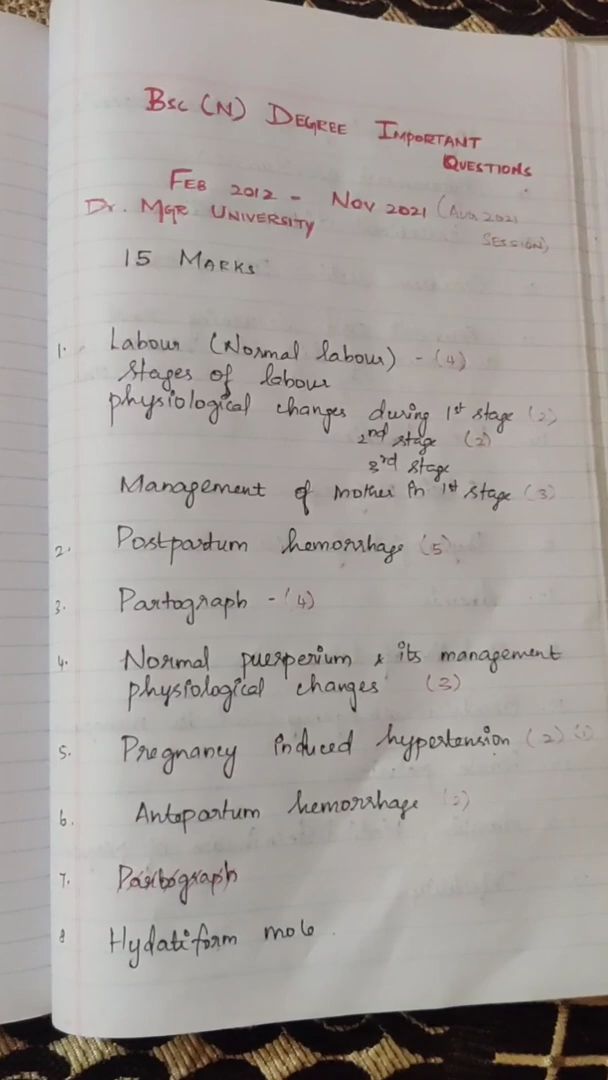 BSc (N) DEGREE IMPORTANT
QUESTIONS
FEB 2012 - NOV 2021 (AUG 2021
SESSION)
Dr. MGR UNIVERSITY
15 MARKS
1. Labour (Normal labour) - (4)
Stages of labour
physiological changes during 1st stage (2)
2nd stage (2)
3rd stage
Management of mother in 1st stage (3)
2. Postpartum hemorrhage (5)
3. Partograph - (4)
4. Normal puerperium & its management
physiological changes (3)
5. Pregnancy induced hypertension (2) (1)
6. Antepartum hemorrhage (2)
7. Partograph
8 Hydatiform mole